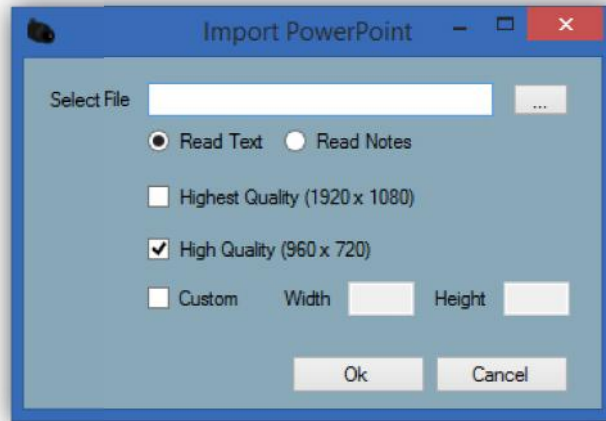 Import PowerPoint
Select File ...
Read Text Read Notes
Highest Quality (1920 x 1080)
High Quality (960 x 720)
Custom Width Height
Ok Cancel